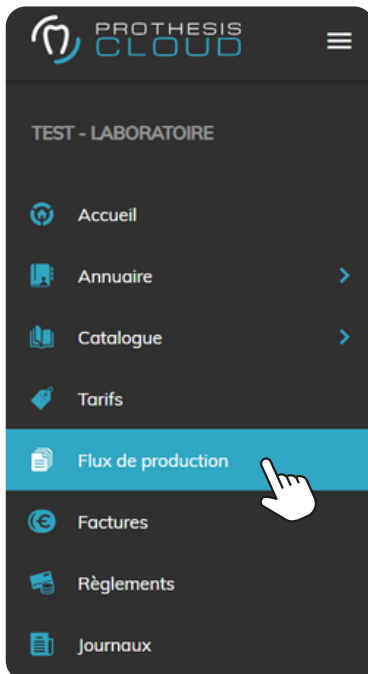 PROTHESIS
CLOUD
TEST - LABORATOIRE
Accueil
Annuaire
Catalogue
Tarifs
Flux de production
Factures
Règlements
Journaux